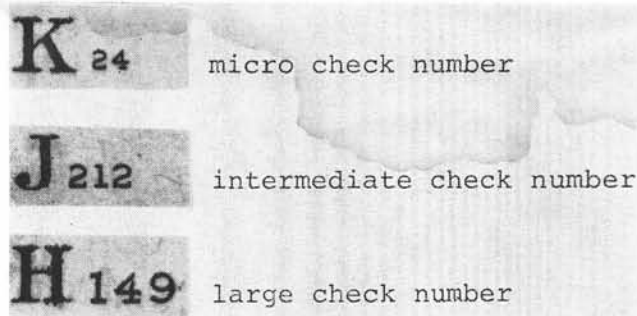 K 24 micro check number
J 212 intermediate check number
H 149 large check number